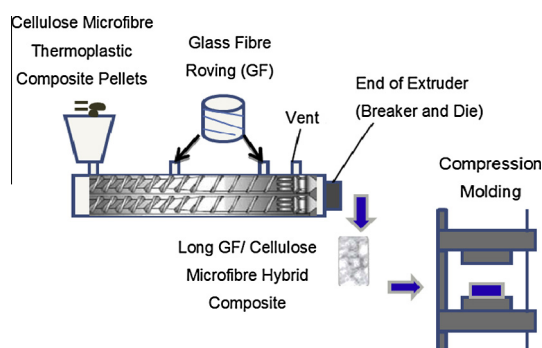 Cellulose Microfibre
Thermoplastic
Composite Pellets
Glass Fibre
Roving (GF)
Vent
End of Extruder
(Breaker and Die)
Compression
Molding
Long GF/ Cellulose
Microfibre Hybrid
Composite